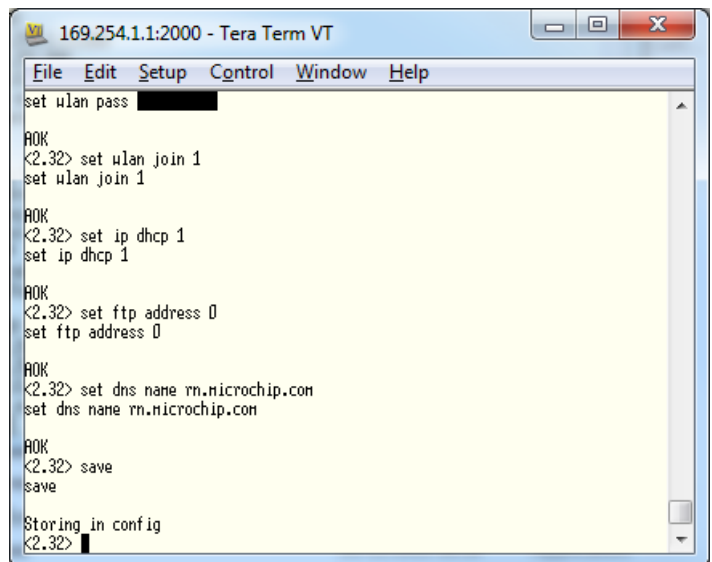 169.254.1.1:2000 - Tera Term VT
File Edit Setup Control Window Help
set wlan pass
AOK
<2.32> set wlan join 1
set wlan join 1
AOK
<2.32> set ip dhcp 1
set ip dhcp 1
AOK
<2.32> set ftp address 0
set ftp address 0
AOK
<2.32> set dns name rn.microchip.com
set dns name rn.microchip.com
AOK
<2.32> save
save
Storing in config
<2.32>